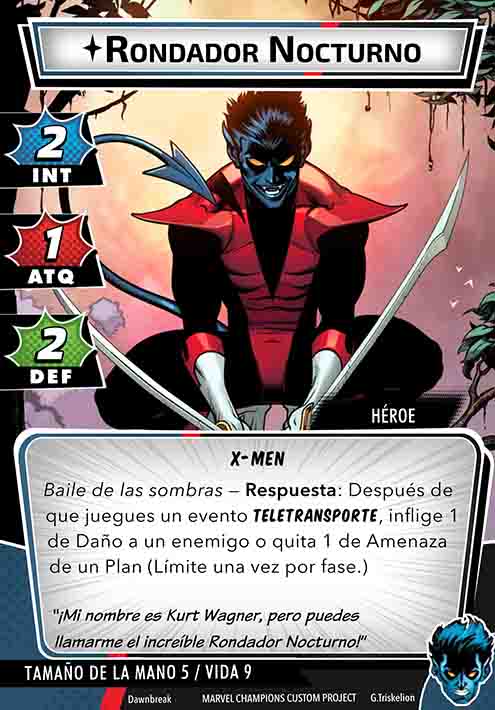 RONDADOR NOCTURNO
2
INT
1
ATQ
2
DEF
HÉROE
X-MEN
Baile de las sombras – Respuesta: Después de
que juegues un evento TELETRANSPORTE, inflige 1
de Daño a un enemigo o quita 1 de Amenaza
de un Plan (Límite una vez por fase.)
"¡Mi nombre es Kurt Wagner, pero puedes
llamarme el increíble Rondador Nocturno!"
TAMAÑO DE LA MANO 5 / VIDA 9
Dawnbreak MARVEL CHAMPIONS CUSTOM PROJECT G.Triskelion